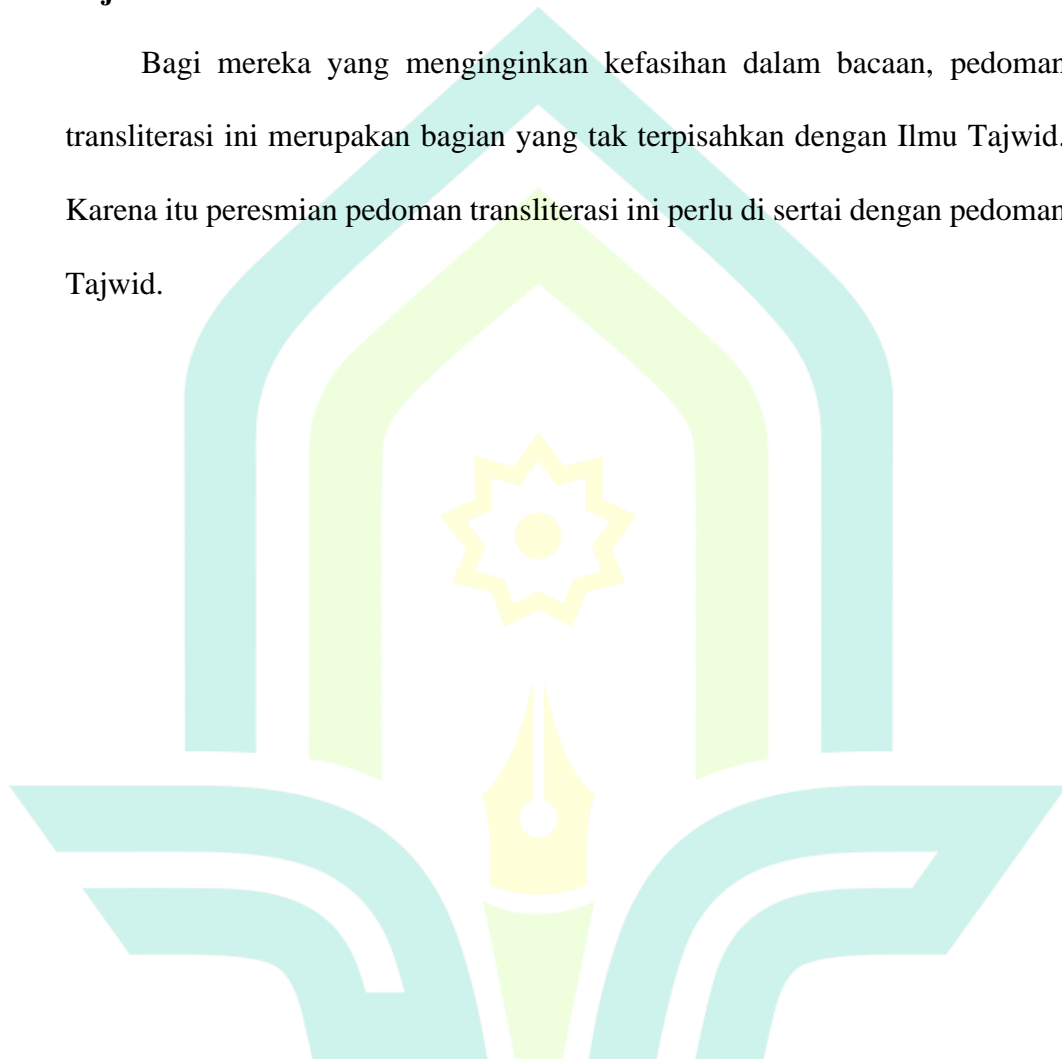 Bagi mereka yang menginginkan kefasihan dalam bacaan, pedoman
transliterasi ini merupakan bagian yang tak terpisahkan dengan Ilmu Tajwid.
Karena itu peresmian pedoman transliterasi ini perlu di sertai dengan pedoman
Tajwid.